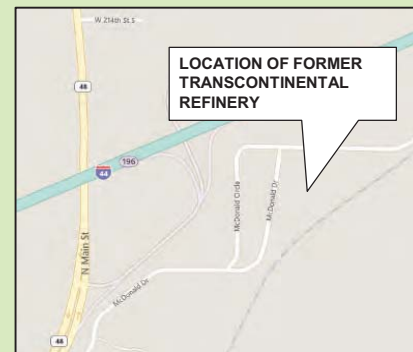 W 214th St S
48
LOCATION OF FORMER
TRANSCONTINENTAL
REFINERY
196
44
N Main St
McDonald Circle
McDonald Dr
McDonald Dr
48